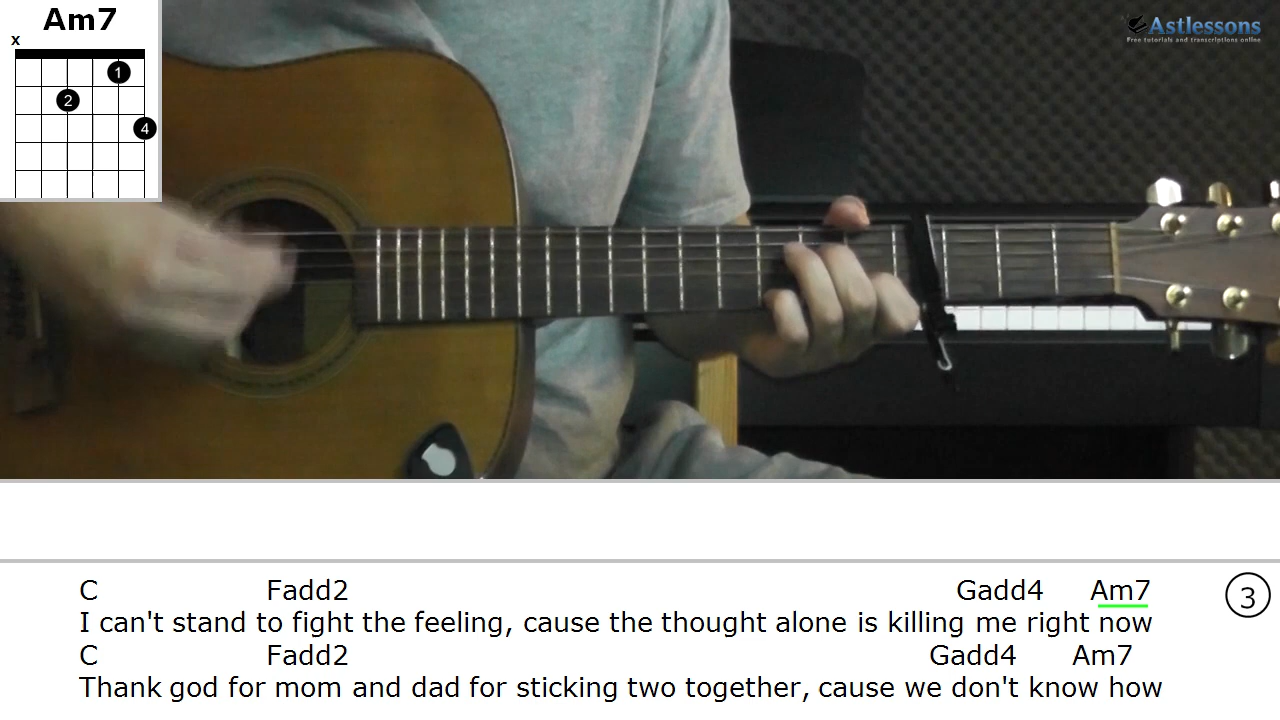 Am7
x
1
2
4
Astlessons
Free tutorials and transcriptions online
C Fadd2 Gadd4 Am7
I can't stand to fight the feeling, cause the thought alone is killing me right now
3
C Fadd2 Gadd4 Am7
Thank god for mom and dad for sticking two together, cause we don't know how